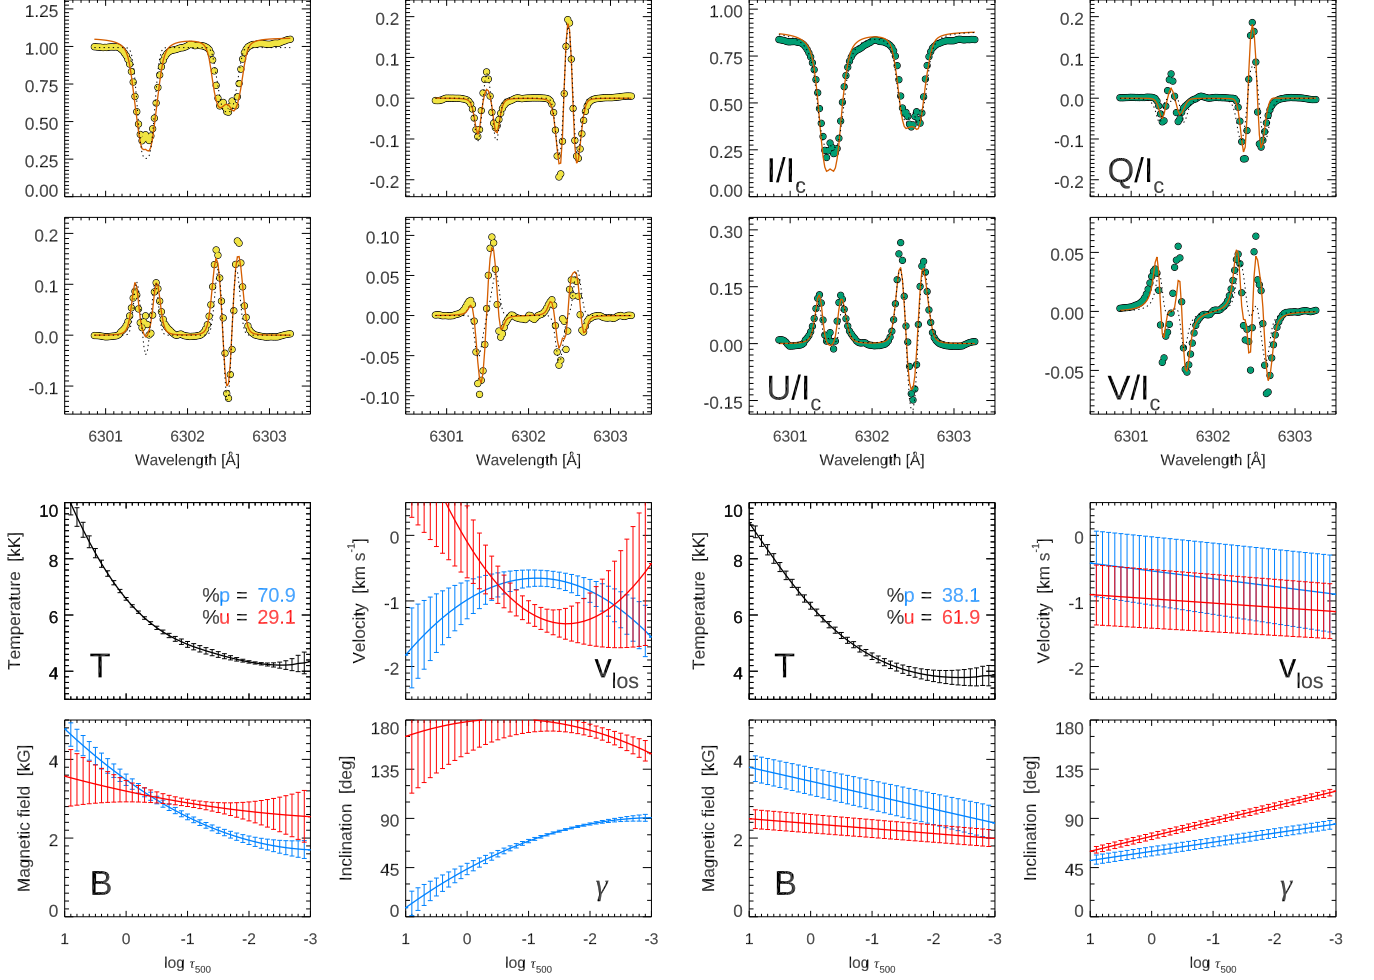 1.25
1.00
0.75
0.50
0.25
0.00
0.2
0.1
0.0
-0.1
-0.2
1.00
0.75
0.50
0.25
0.00
I/Ic
0.2
0.1
0.0
-0.1
-0.2
Q/Ic
0.2
0.1
0.0
-0.1
6301 6302 6303
Wavelength [Å]
0.10
0.05
0.00
-0.05
-0.10
6301 6302 6303
Wavelength [Å]
0.30
0.15
0.00
-0.15
U/Ic
6301 6302 6303
Wavelength [Å]
0.05
0.00
-0.05
V/Ic
6301 6302 6303
Wavelength [Å]
Temperature [kK]
10
8
6
4
%p = 70.9
%u = 29.1
T
Velocity [km s-1]
0
-1
-2
vlos
Temperature [kK]
10
8
6
4
%p = 38.1
%u = 61.9
T
Velocity [km s-1]
0
-1
-2
vlos
Magnetic field [kG]
4
2
0
B
1 0 -1 -2 -3
log τ500
Inclination [deg]
180
135
90
45
0
γ
1 0 -1 -2 -3
log τ500
Magnetic field [kG]
4
2
0
B
1 0 -1 -2 -3
log τ500
Inclination [deg]
180
135
90
45
0
γ
1 0 -1 -2 -3
log τ500